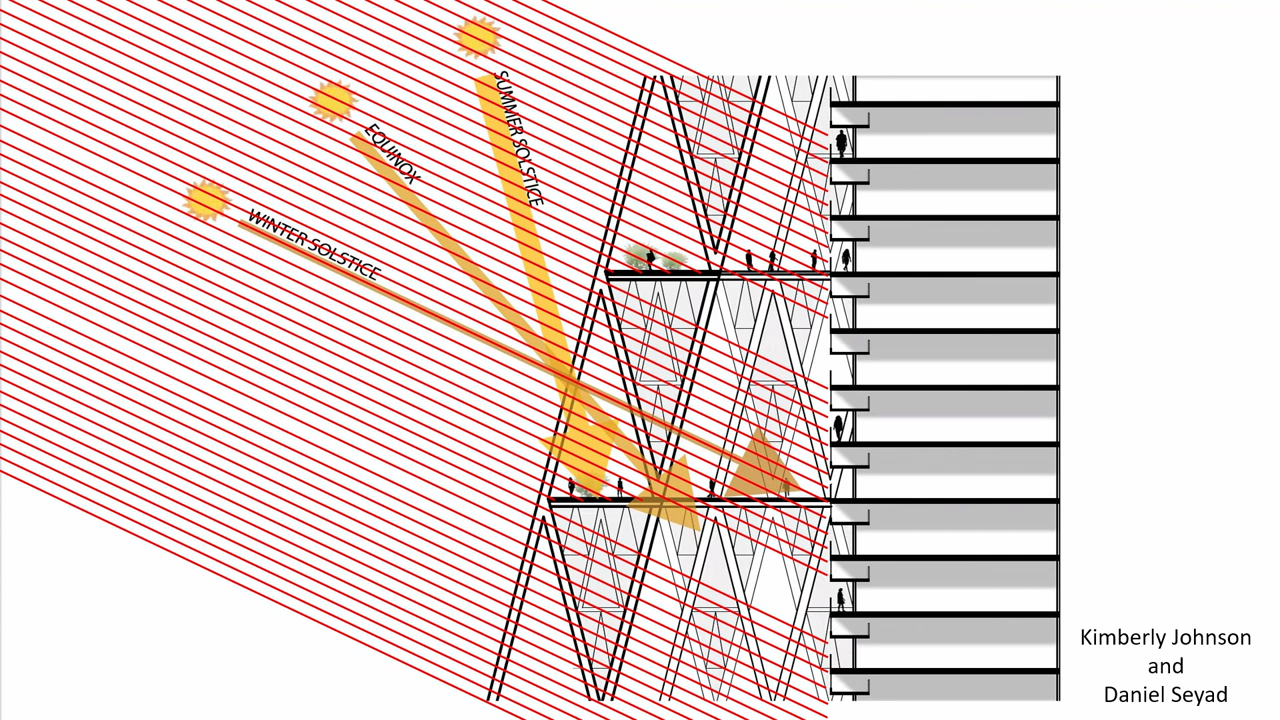 SUMMER SOLSTICE
EQUINOX
WINTER SOLSTICE
Kimberly Johnson
and
Daniel Seyad